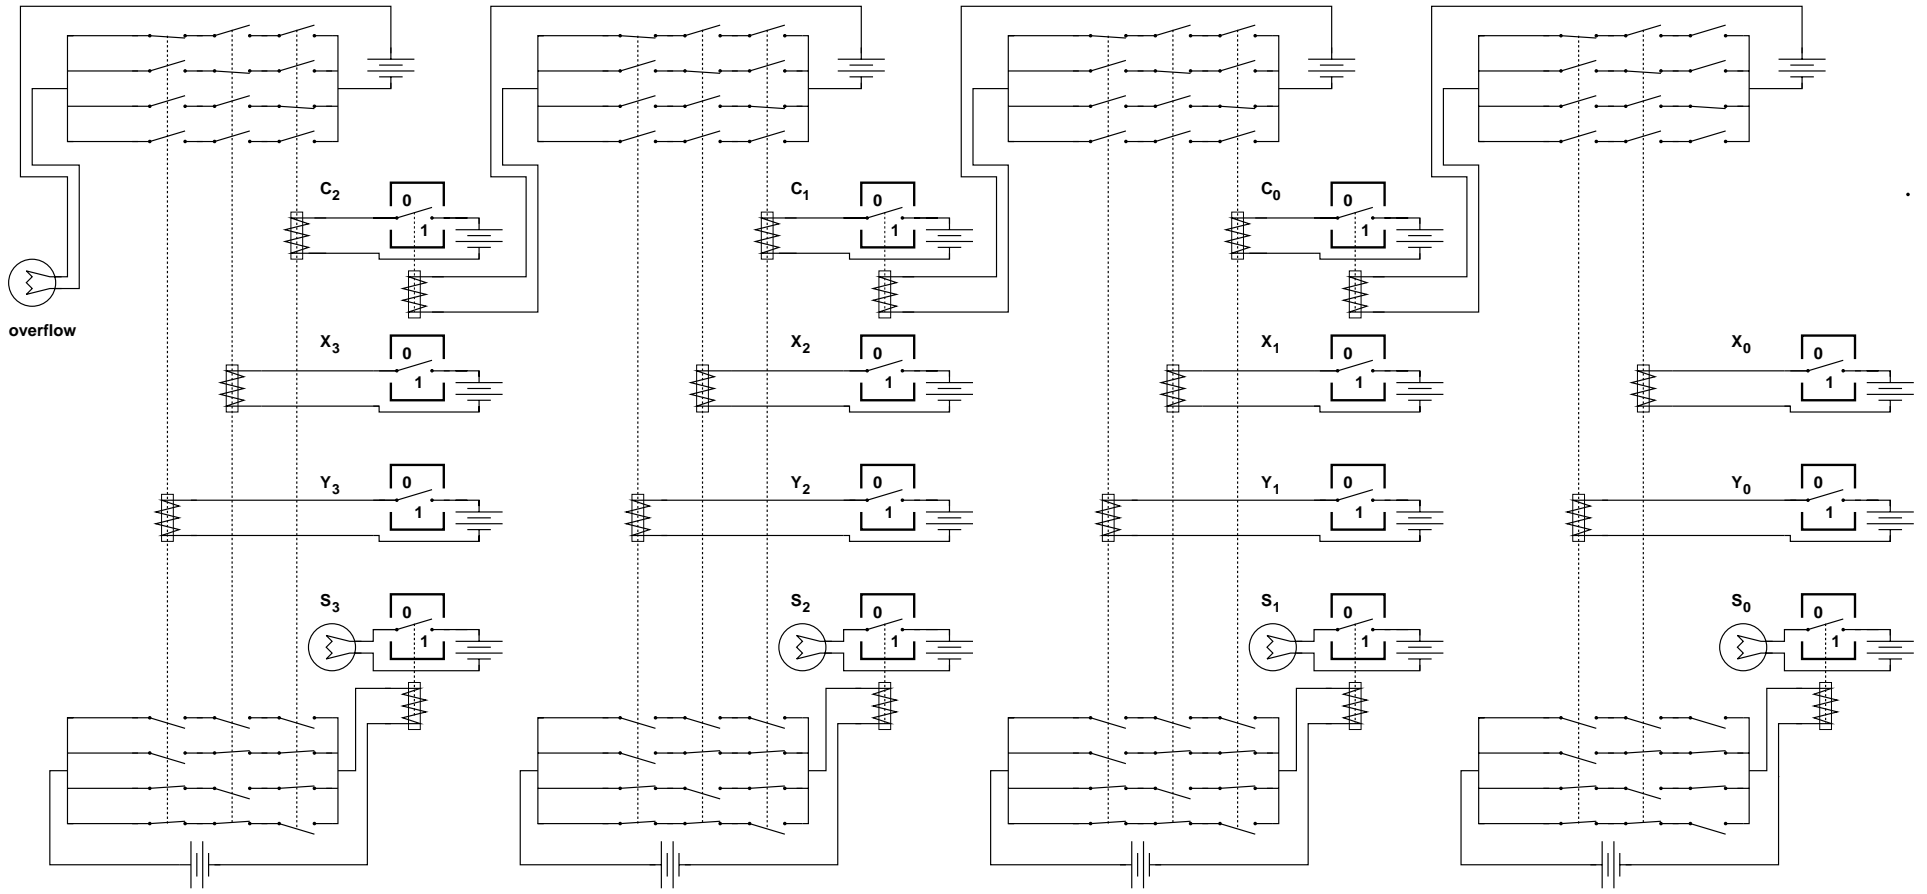 C2 0 C1 0 C0 0
1 1 1
overflow
X3 0 X2 0 X1 0 X0 0
1 1 1 1
Y3 0 Y2 0 Y1 0 Y0 0
1 1 1 1
S3 0 S2 0 S1 0 S0 0
1 1 1 1